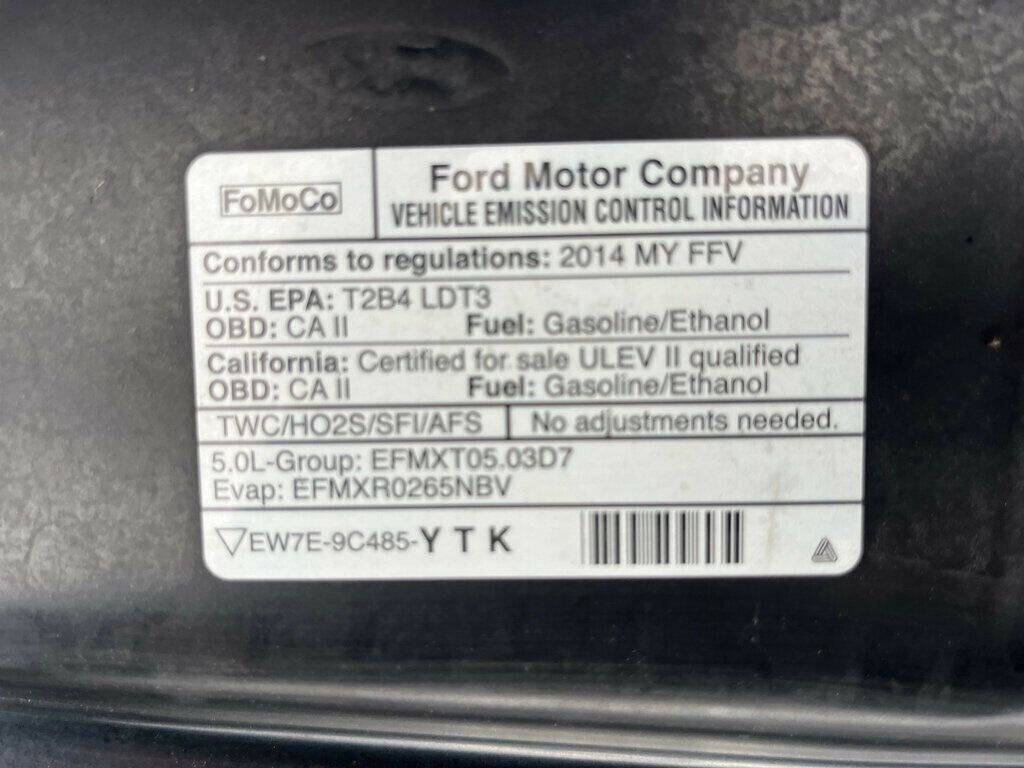 FoMoCo
Ford Motor Company
VEHICLE EMISSION CONTROL INFORMATION
Conforms to regulations: 2014 MY FFV
U.S. EPA: T2B4 LDT3
OBD: CA II Fuel: Gasoline/Ethanol
California: Certified for sale ULEV II qualified
OBD: CA II Fuel: Gasoline/Ethanol
TWC/HO2S/SFI/AFS No adjustments needed.
5.0L-Group: EFMXT05.03D7
Evap: EFMXR0265NBV
▽EW7E-9C485-Y T K